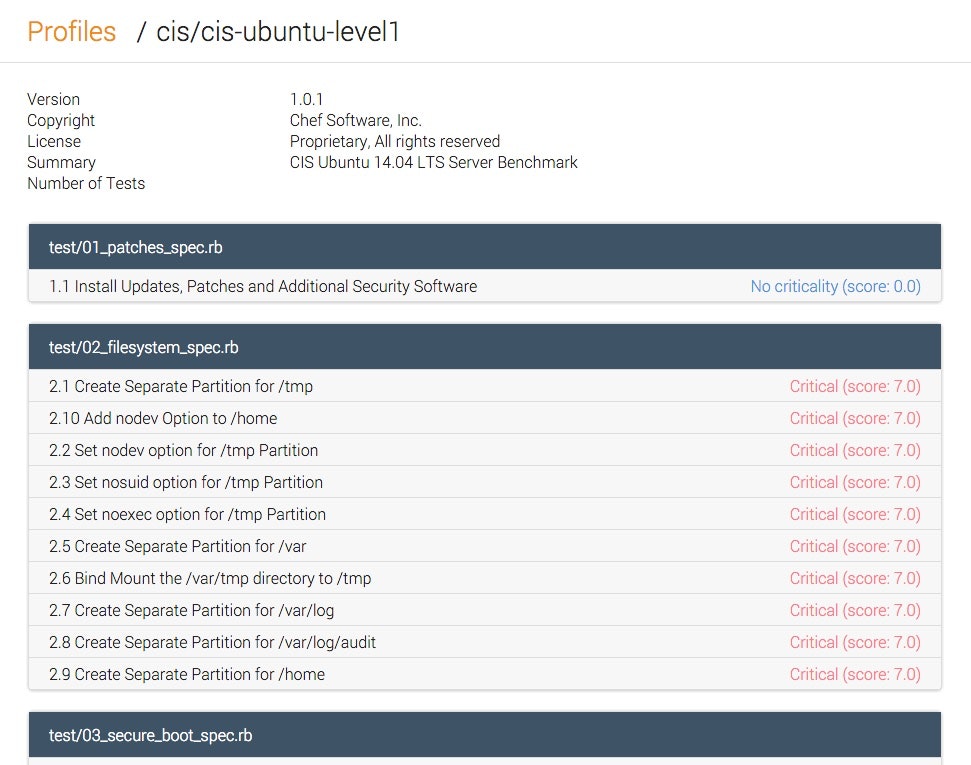 Profiles / cis/cis-ubuntu-level1
Version 1.0.1
Copyright Chef Software, Inc.
License Proprietary, All rights reserved
Summary CIS Ubuntu 14.04 LTS Server Benchmark
Number of Tests
test/01_patches_spec.rb
1.1 Install Updates, Patches and Additional Security Software No criticality (score: 0.0)
test/02_filesystem_spec.rb
2.1 Create Separate Partition for /tmp Critical (score: 7.0)
2.10 Add nodev Option to /home Critical (score: 7.0)
2.2 Set nodev option for /tmp Partition Critical (score: 7.0)
2.3 Set nosuid option for /tmp Partition Critical (score: 7.0)
2.4 Set noexec option for /tmp Partition Critical (score: 7.0)
2.5 Create Separate Partition for /var Critical (score: 7.0)
2.6 Bind Mount the /var/tmp directory to /tmp Critical (score: 7.0)
2.7 Create Separate Partition for /var/log Critical (score: 7.0)
2.8 Create Separate Partition for /var/log/audit Critical (score: 7.0)
2.9 Create Separate Partition for /home Critical (score: 7.0)
test/03_secure_boot_spec.rb